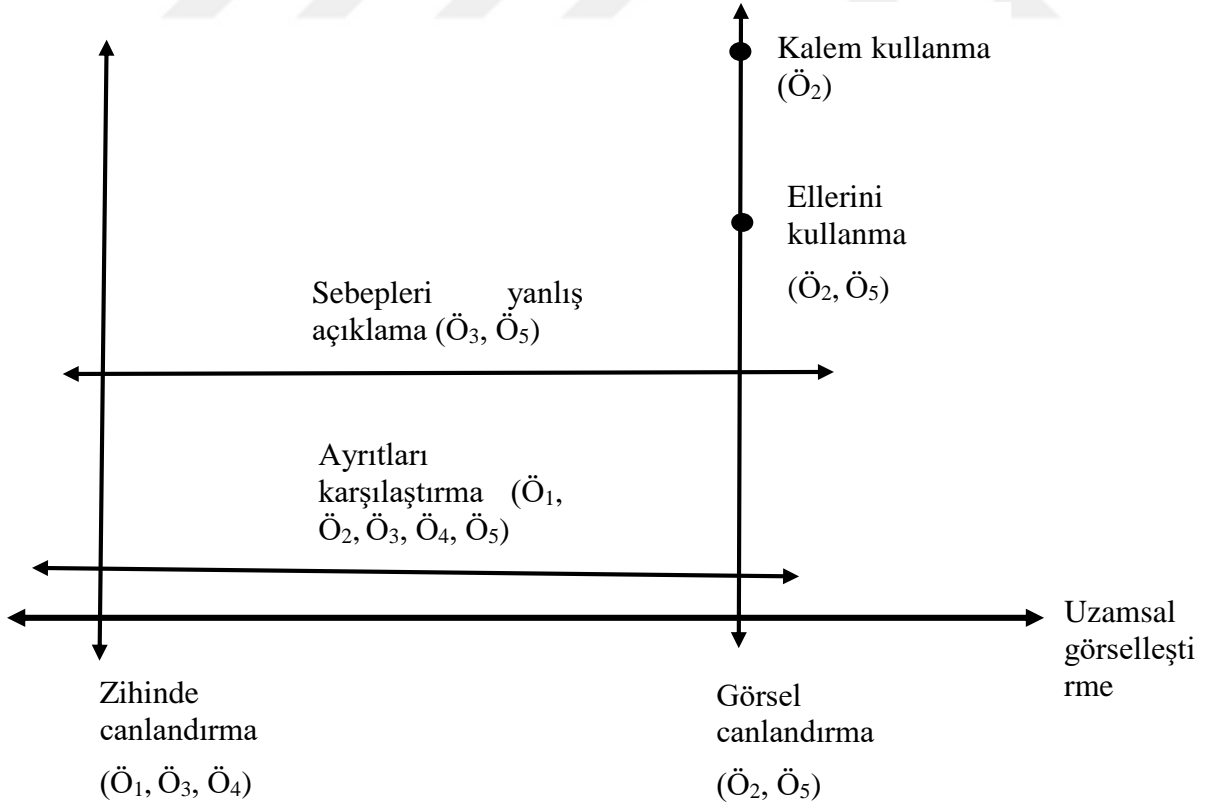 Kalem kullanma
(Ö₂)
Ellerini
kullanma
(Ö₂, Ö₅)
Sebepleri yanlış
açıklama (Ö₃, Ö₅)
Ayrıtları
karşılaştırma (Ö₁,
Ö₂, Ö₃, Ö₄, Ö₅)
Uzamsal
görselleşti
rme
Zihinde
canlandırma
(Ö₁, Ö₃, Ö₄)
Görsel
canlandırma
(Ö₂, Ö₅)